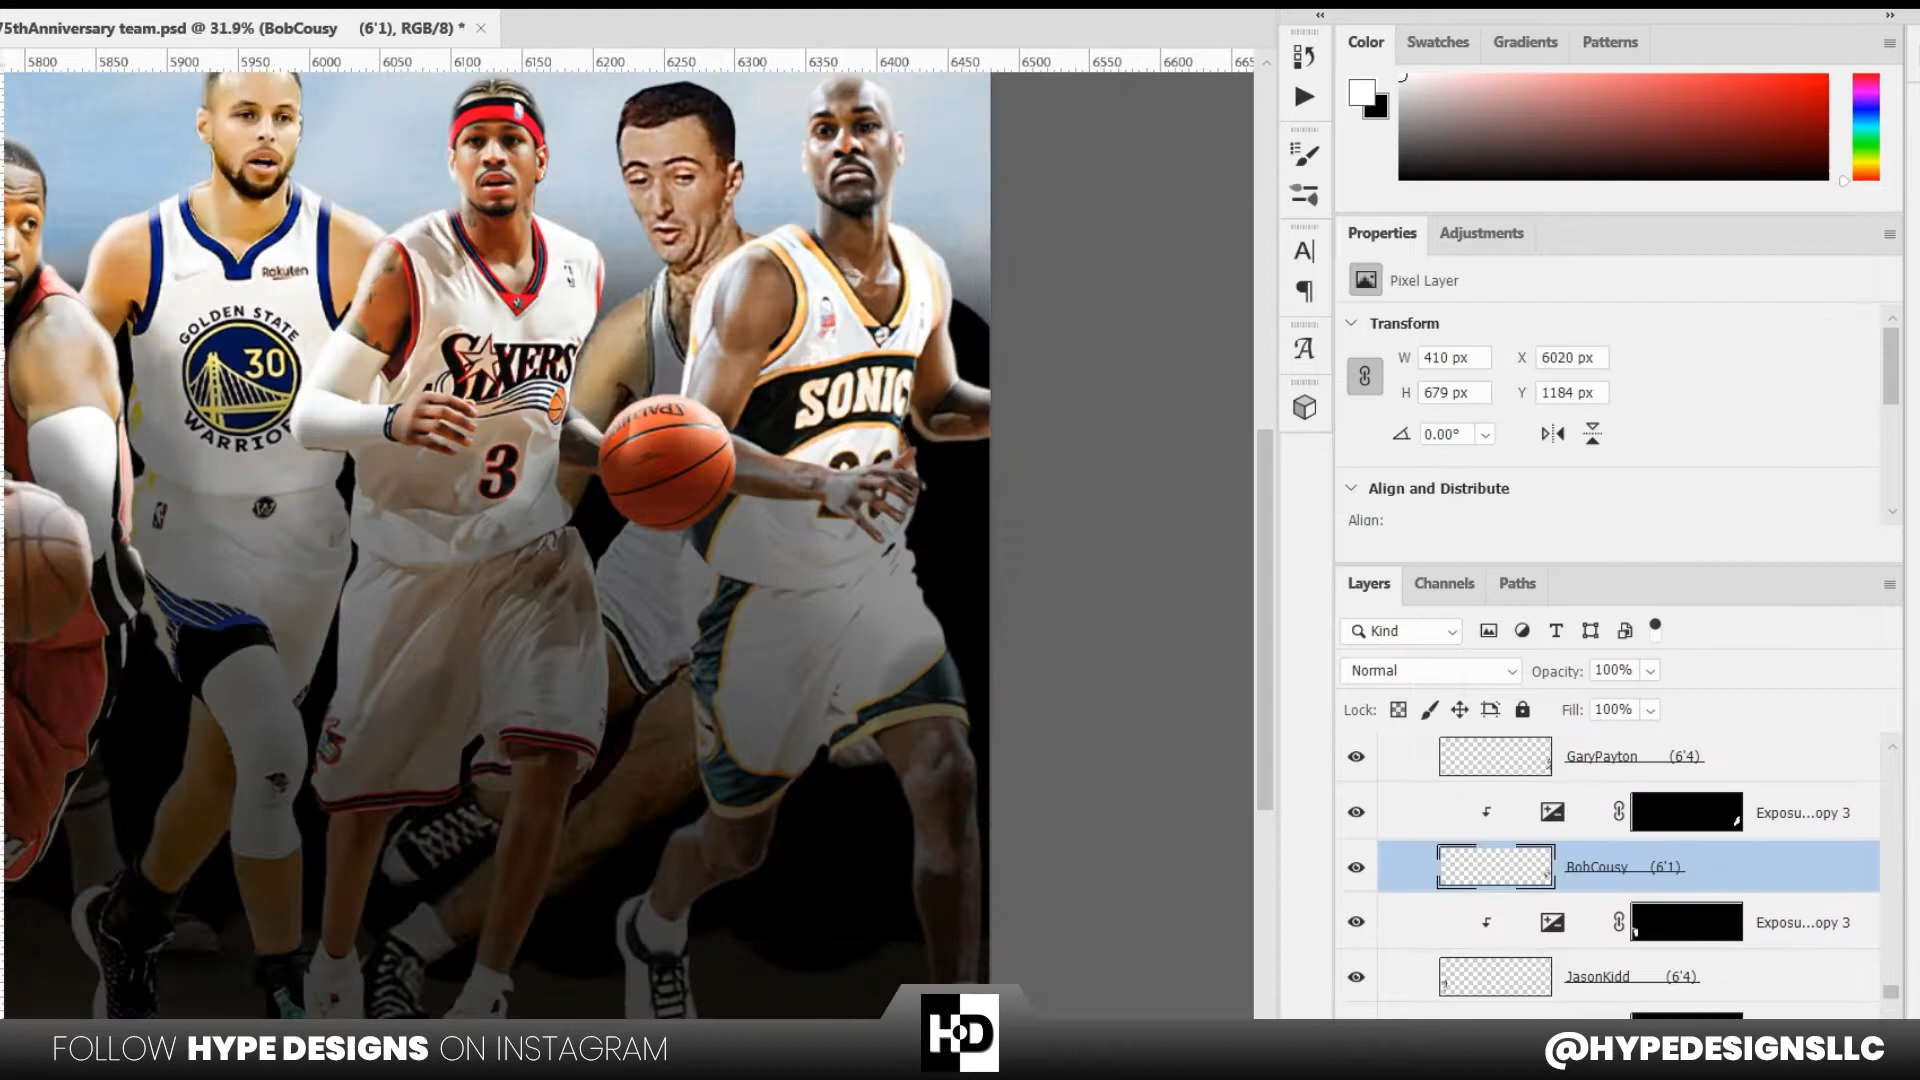 75thAnniversary team.psd @ 31.9% (BobCousy (6'1), RGB/8) *
5800 5850 5900 5950 6000 6050 6100 6150 6200 6250 6300 6350 6400 6450 6500 6550 6600 665
Color Swatches Gradients Patterns
Properties Adjustments
Pixel Layer
Transform
W 410 px X 6020 px
H 679 px Y 1184 px
0.00°
Align and Distribute
Align:
Layers Channels Paths
Kind
Normal Opacity: 100%
Lock: Fill: 100%
GaryPayton (6'4)
Exposu...opy 3
BobCousy (6'1)
Exposu...opy 3
JasonKidd (6'4)
Rakuten
GOLDEN STATE
30
WARRIOR
SIXERS
3
SPALDING
SONIC
FOLLOW HYPE DESIGNS ON INSTAGRAM
HD
@HYPEDESIGNSLLC